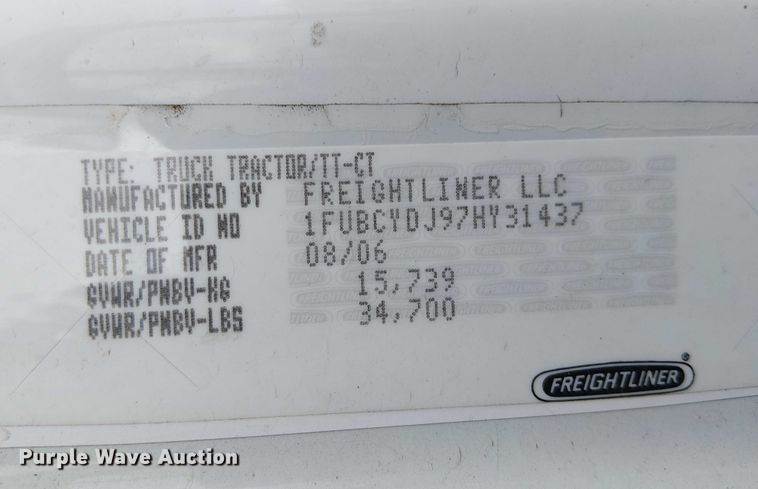 TYPE: TRUCK TRACTOR/TT-CT
MANUFACTURED BY FREIGHTLINER LLC
VEHICLE ID NO 1FUBCYDJ97HY31437
DATE OF MFR 08/06
GVWR/PNBV-KG 15,739
GVWR/PNBV-LBS 34,700
FREIGHTLINER®
Purple Wave Auction